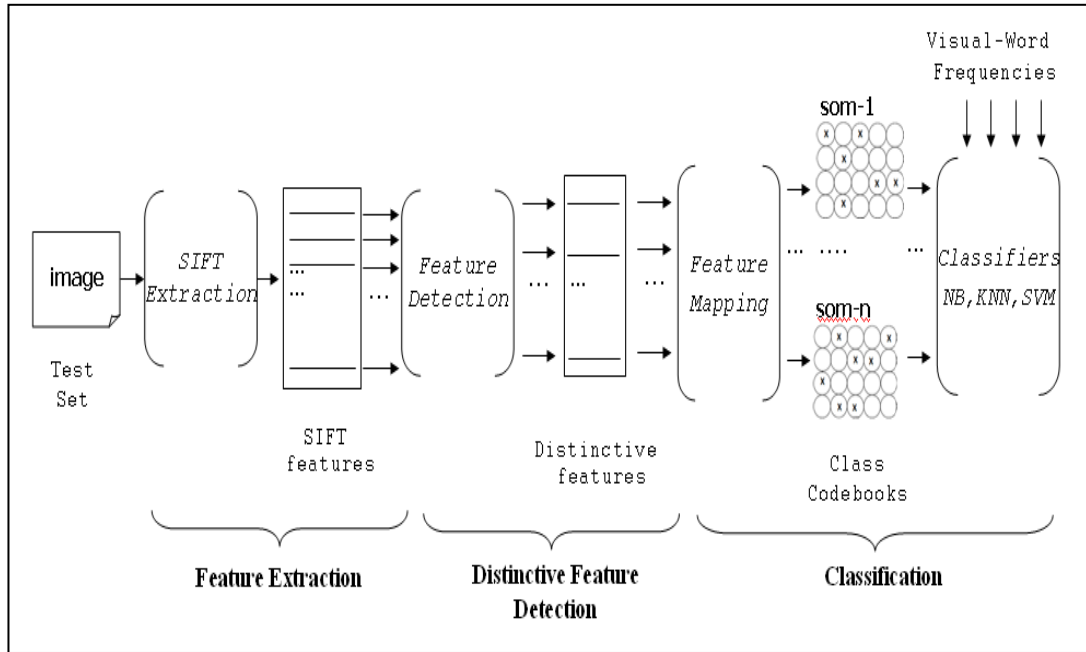 Visual-Word
Frequencies
som-1
x x
x
x x
x
image
SIFT
Extraction
...
...
...
Feature
Detection
...
...
...
Feature
Mapping
... ....
...
Classifiers
NB,KNN,SVM
som-n
x x
x x
x
x x
Test
Set
SIFT
features
Distinctive
features
Class
Codebooks
Feature Extraction
Distinctive Feature
Detection
Classification